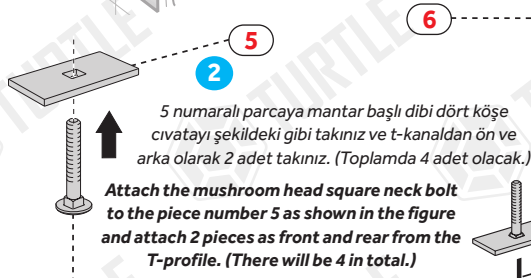 6
5
2
5 numaralı parcaya mantar başlı dibi dört köşe
cıvatayı şekildeki gibi takınız ve t-kanaldan ön ve
arka olarak 2 adet takınız. (Toplamda 4 adet olacak.)
Attach the mushroom head square neck bolt
to the piece number 5 as shown in the figure
and attach 2 pieces as front and rear from the
T-profile. (There will be 4 in total.)
TURTLE